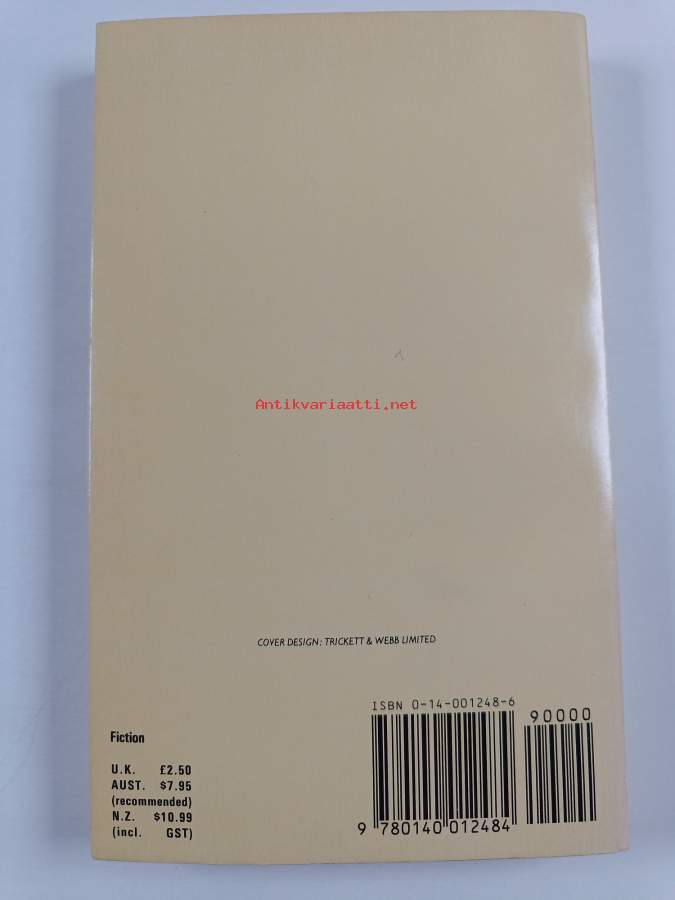 Antikvariaatti.net
COVER DESIGN: TRICKETT & WEBB LIMITED
ISBN 0-14-001248-6
90000
9 780140 012484
Fiction
U.K. £2.50
AUST. $7.95
(recommended)
N.Z. $10.99
(incl. GST)